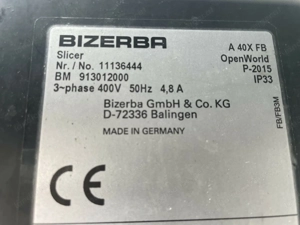 BIZERBA A 40X FB
Slicer OpenWorld
Nr. / No. 11136444 P-2015
BM 913012000 IP33
3~phase 400V 50Hz 4,8 A
Bizerba GmbH & Co. KG
D-72336 Balingen
MADE IN GERMANY
FB/FB3M
CE